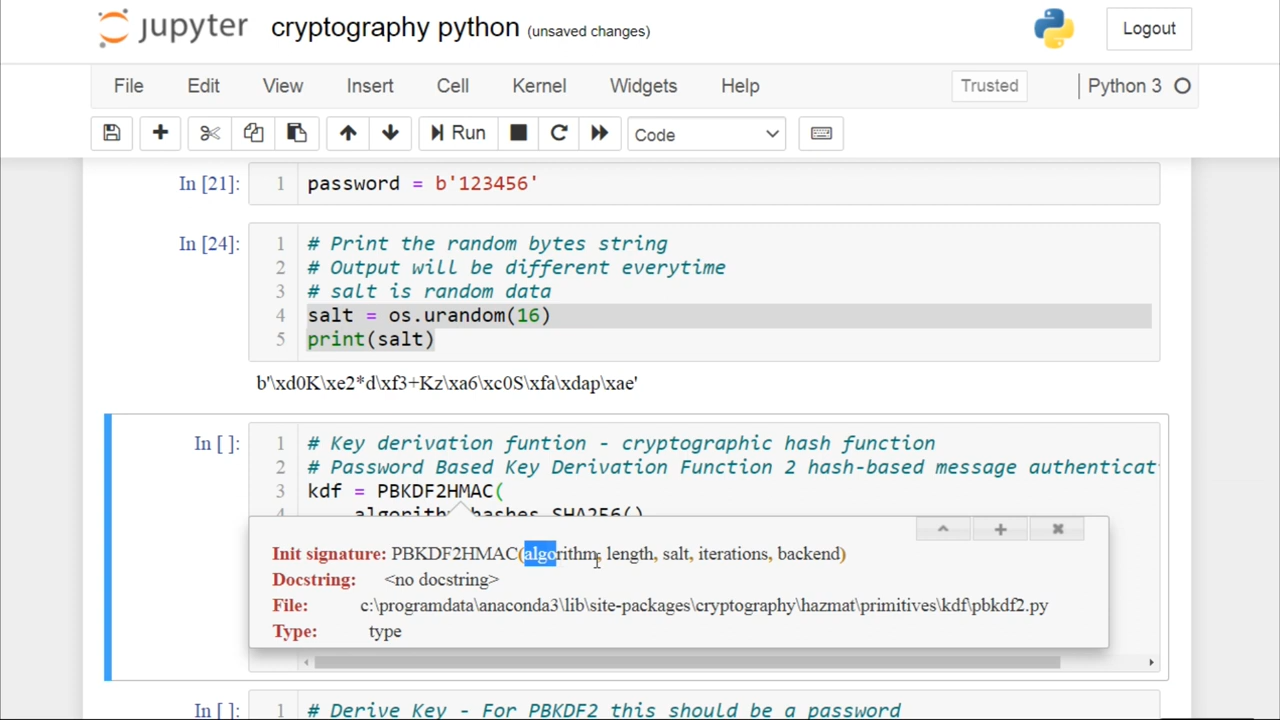 jupyter cryptography python (unsaved changes) Logout
File Edit View Insert Cell Kernel Widgets Help Trusted Python 3
Run Code
In [21]: 1 password = b'123456'
In [24]: 1 # Print the random bytes string
2 # Output will be different everytime
3 # salt is random data
4 salt = os.urandom(16)
5 print(salt)
b'\xd0K\xe2*d\xf3+Kz\xa6\xc0S\xfa\xdap\xae'
In [ ]: 1 # Key derivation funtion - cryptographic hash function
2 # Password Based Key Derivation Function 2 hash-based message authenticat
3 kdf = PBKDF2HMAC(
4 algorithm hashes.SHA256()
Init signature: PBKDF2HMAC(algorithm, length, salt, iterations, backend)
Docstring: <no docstring>
File: c:\programdata\anaconda3\lib\site-packages\cryptography\hazmat\primitives\kdf\pbkdf2.py
Type: type
In [ ]: 1 # Derive Key - For PBKDF2 this should be a password